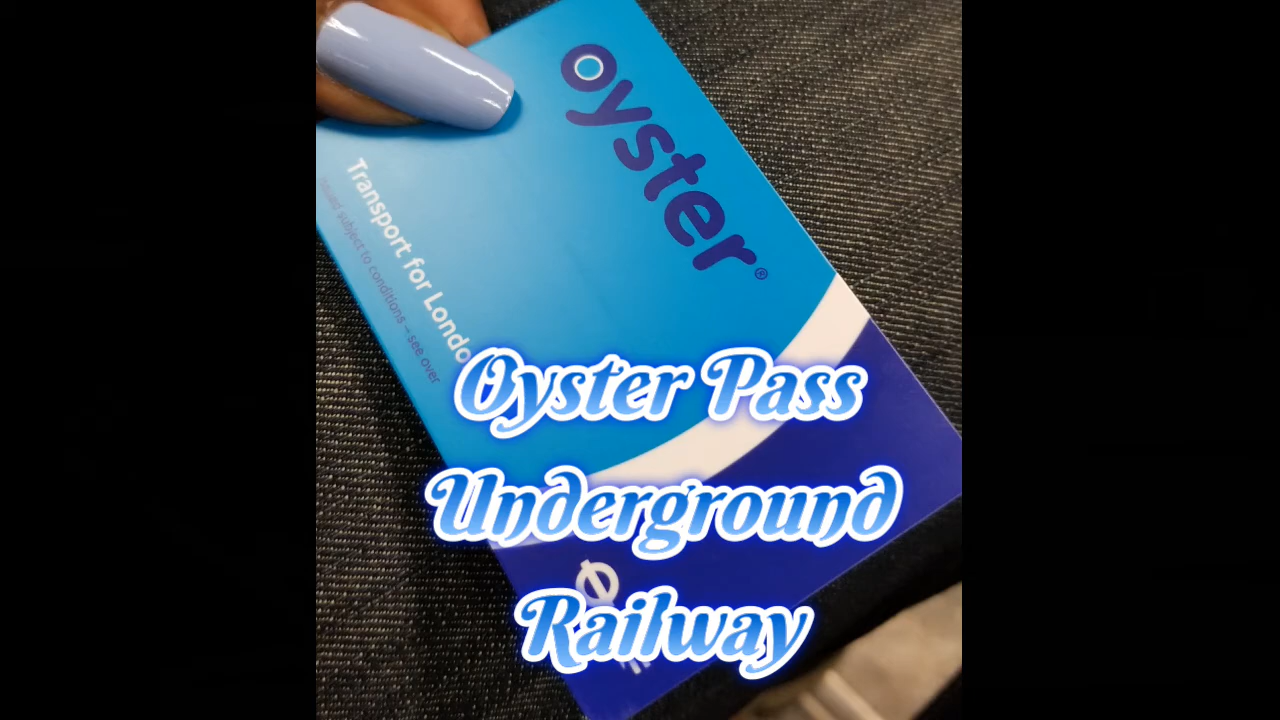 oyster®
Transport for Londo
subject to conditions – see over
Oyster Pass
Underground
Railway